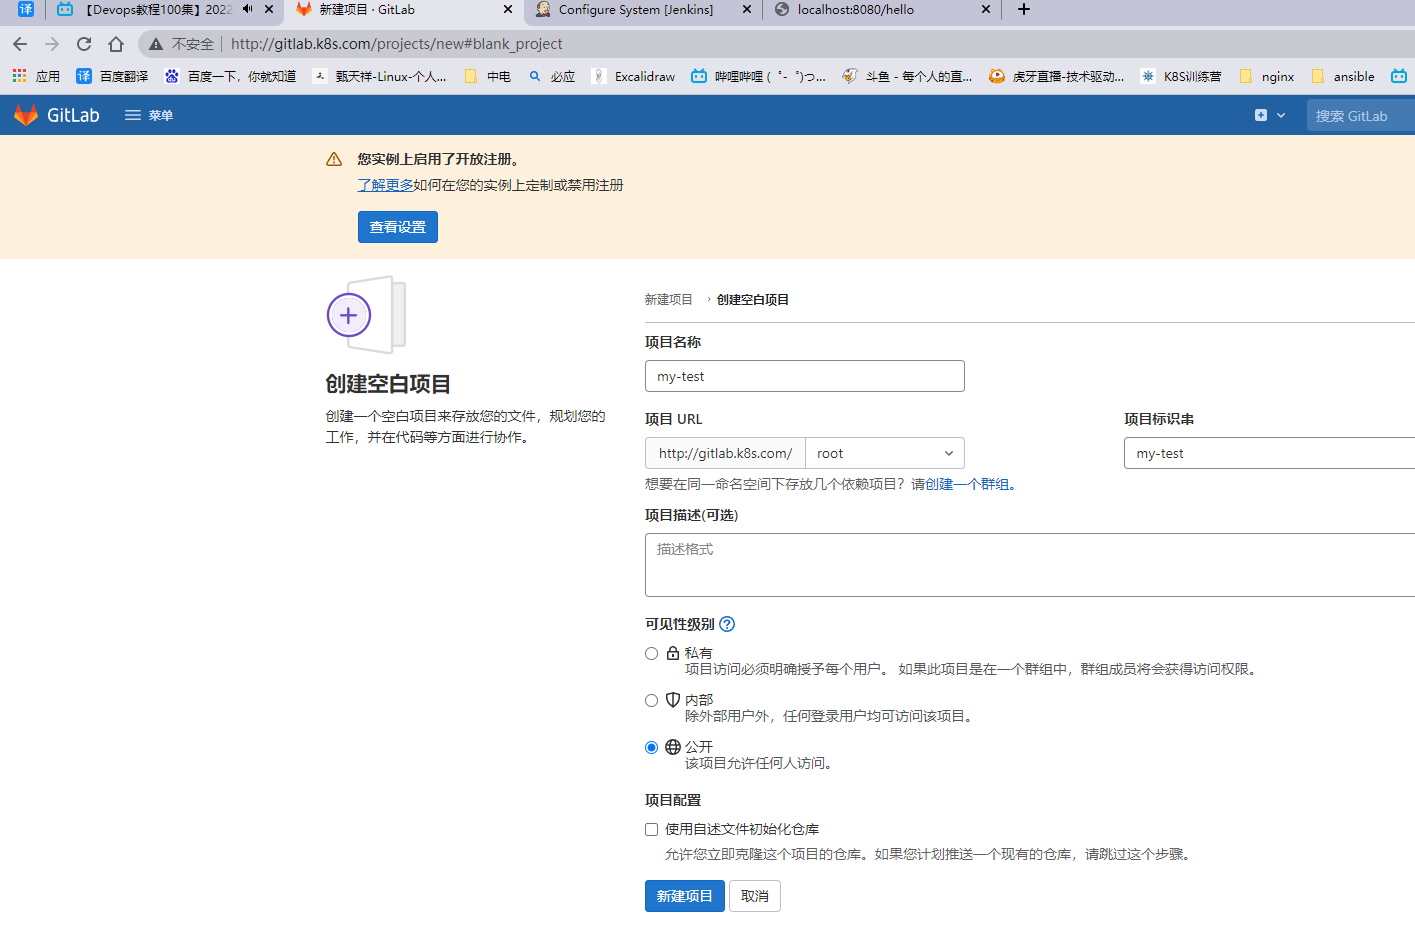 译
【Devops教程100集】2022
新建项目 · GitLab
Configure System [Jenkins]
localhost:8080/hello
不安全
http://gitlab.k8s.com/projects/new#blank_project
应用
译 百度翻译
百度一下，你就知道
甄天祥-Linux-个人...
中电
必应
Excalidraw
哔哩哔哩 ( ゜- ゜)つ...
斗鱼 - 每个人的直...
虎牙直播-技术驱动...
K8S训练营
nginx
ansible
GitLab
菜单
搜索 GitLab
您实例上启用了开放注册。
了解更多如何在您的实例上定制或禁用注册
查看设置
创建空白项目
创建一个空白项目来存放您的文件，规划您的
工作，并在代码等方面进行协作。
新建项目 › 创建空白项目
项目名称
my-test
项目 URL
http://gitlab.k8s.com/ root
项目标识串
my-test
想要在同一命名空间下存放几个依赖项目？请创建一个群组。
项目描述(可选)
描述格式
可见性级别
私有
项目访问必须明确授予每个用户。 如果此项目是在一个群组中，群组成员将会获得访问权限。
内部
除外部用户外，任何登录用户均可访问该项目。
公开
该项目允许任何人访问。
项目配置
使用自述文件初始化仓库
允许您立即克隆这个项目的仓库。如果您计划推送一个现有的仓库，请跳过这个步骤。
新建项目 取消